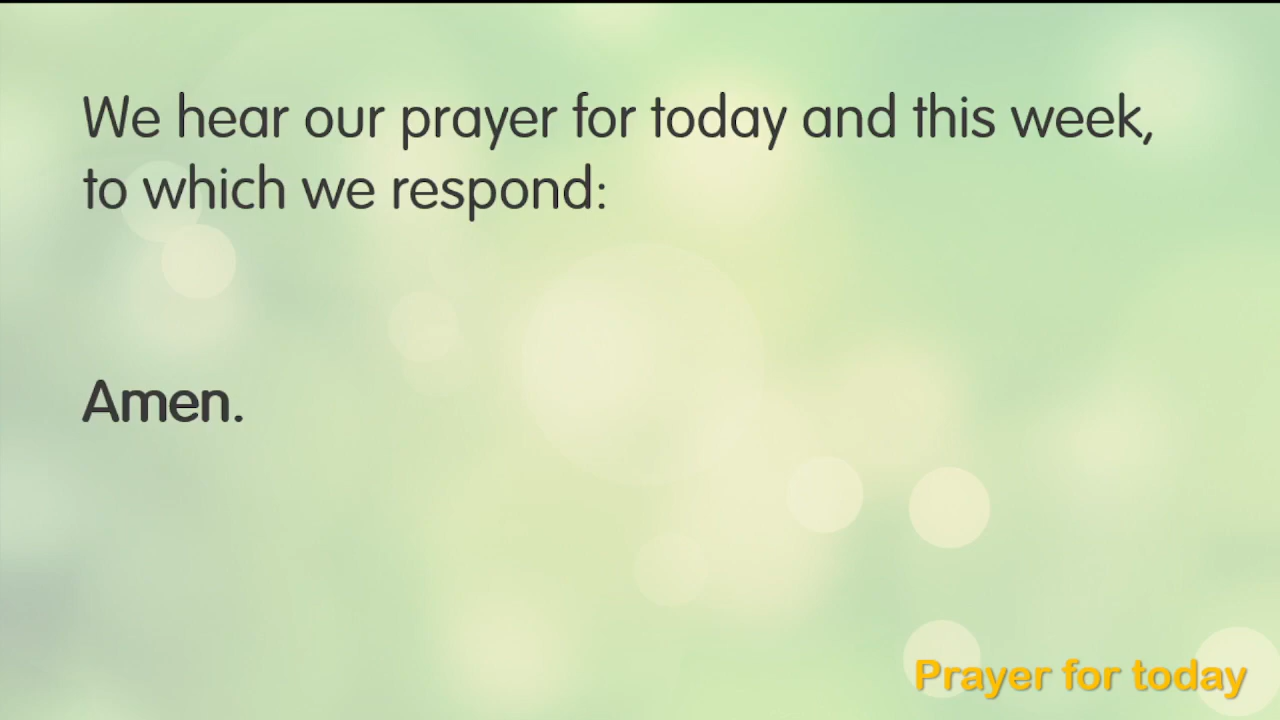 We hear our prayer for today and this week,
to which we respond:
Amen.
Prayer for today